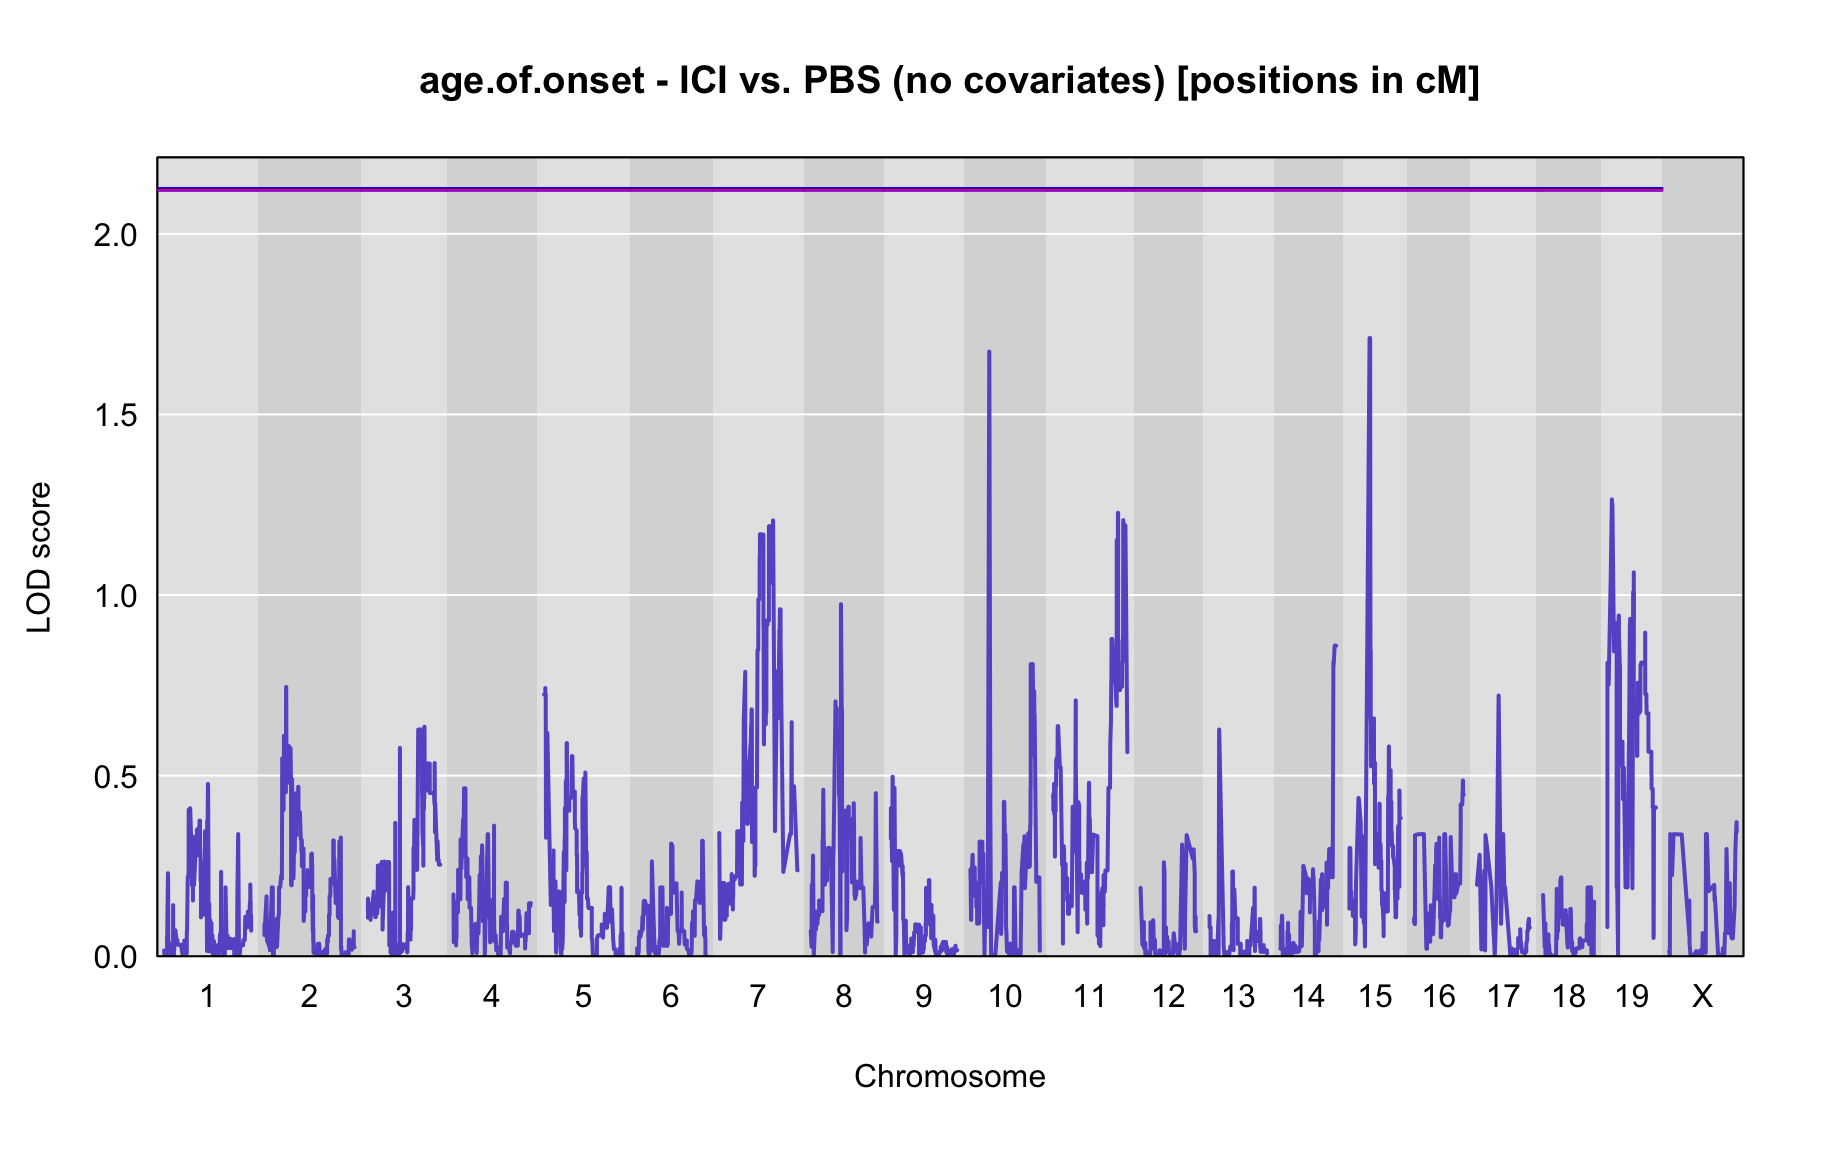 age.of.onset - ICI vs. PBS (no covariates) [positions in cM]
2.0
1.5
1.0
0.5
0.0
LOD score
1 2 3 4 5 6 7 8 9 10 11 12 13 14 15 16 17 18 19 X
Chromosome